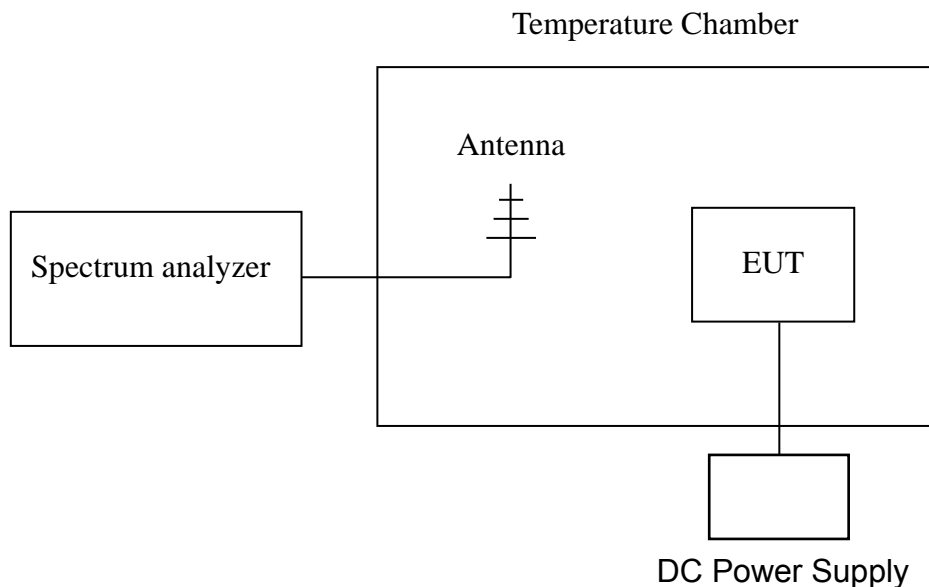 Temperature Chamber
Antenna
Spectrum analyzer
EUT
DC Power Supply